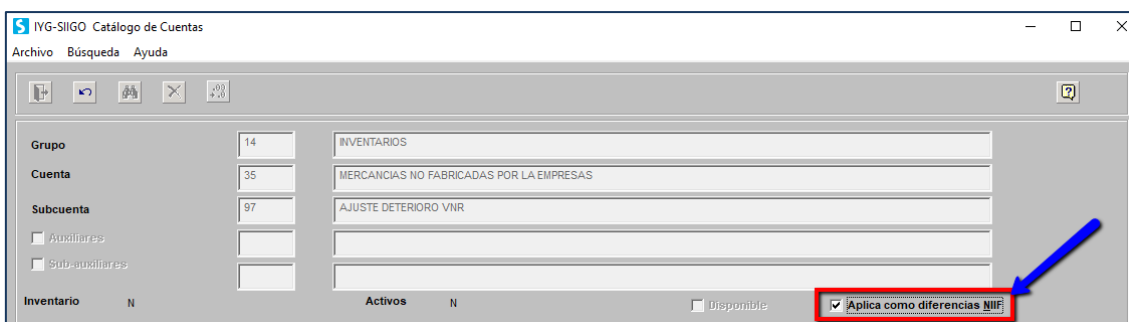 IYG-SIIGO Catálogo de Cuentas
Archivo Búsqueda Ayuda
Grupo 14 INVENTARIOS
Cuenta 35 MERCANCIAS NO FABRICADAS POR LA EMPRESAS
Subcuenta 97 AJUSTE DETERIORO VNR
Auxiliares
Sub-auxiliares
Inventario N Activos N Disponible Aplica como diferencias NIIF